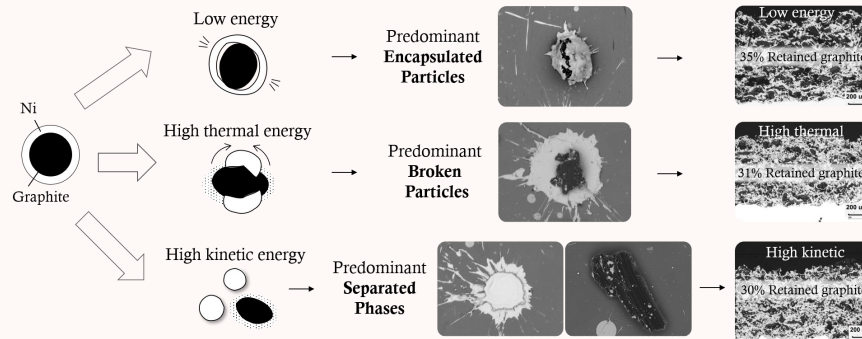 Low energy
Predominant
Encapsulated
Particles
Low energy
35% Retained graphite
200 u
Ni
Graphite
High thermal energy
Predominant
Broken
Particles
High thermal
31% Retained graphite
200 u
High kinetic energy
Predominant
Separated
Phases
High kinetic
30% Retained graphite
200